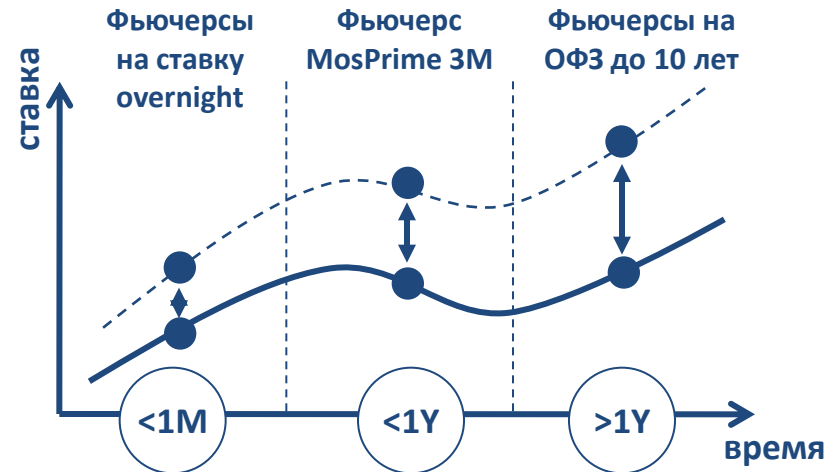 Фьючерсы
на ставку
overnight
Фьючерс
MosPrime 3M
Фьючерсы на
ОФЗ до 10 лет
ставка
<1M
<1Y
>1Y
время